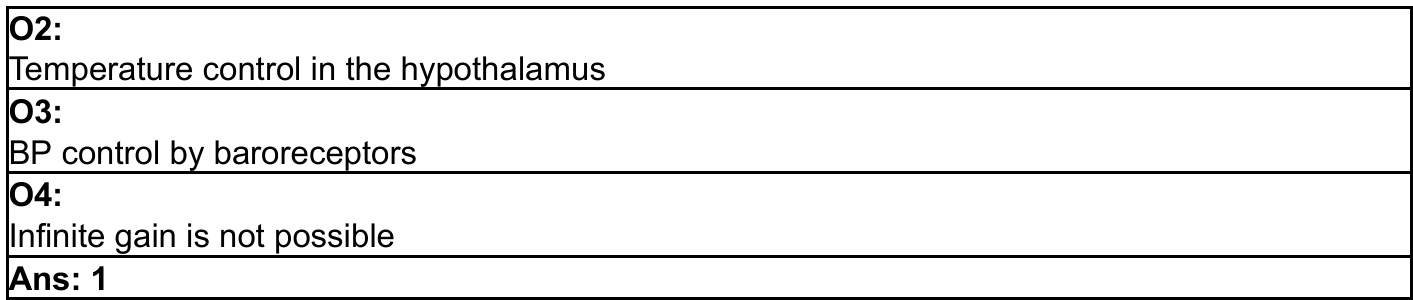 O2:
Temperature control in the hypothalamus
O3:
BP control by baroreceptors
O4:
Infinite gain is not possible
Ans: 1